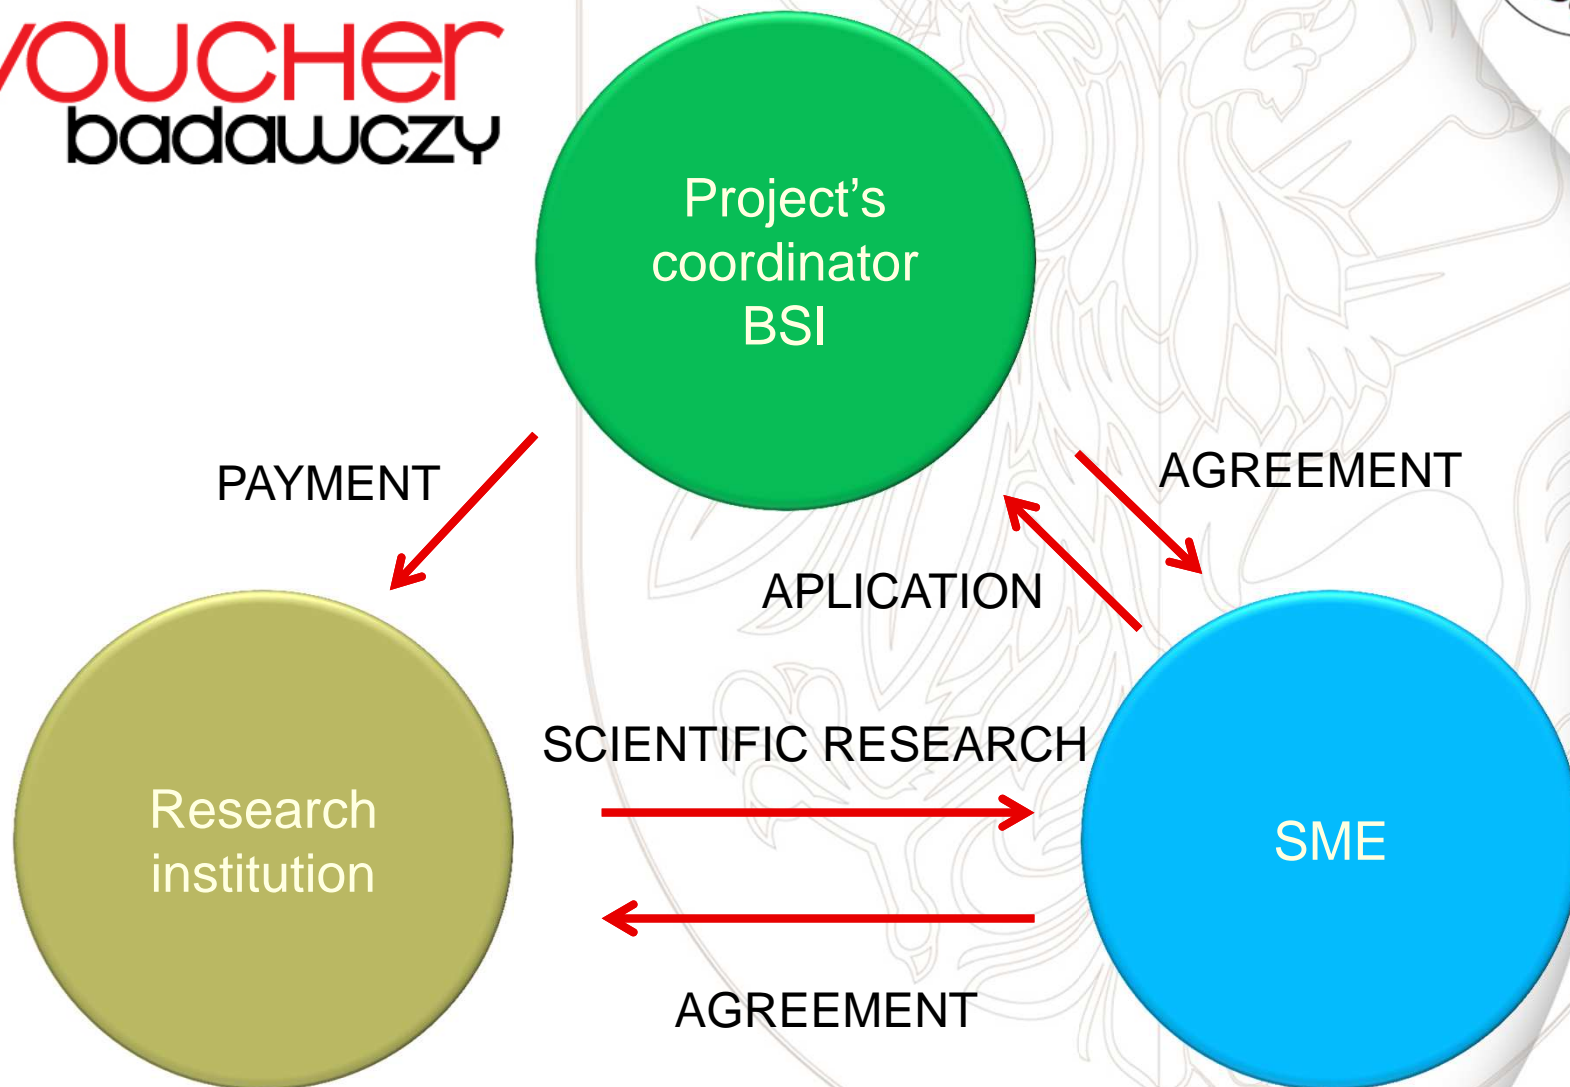 voucher
badawczy
Project’s
coordinator
BSI
PAYMENT
AGREEMENT
APLICATION
SCIENTIFIC RESEARCH
Research
institution
SME
AGREEMENT